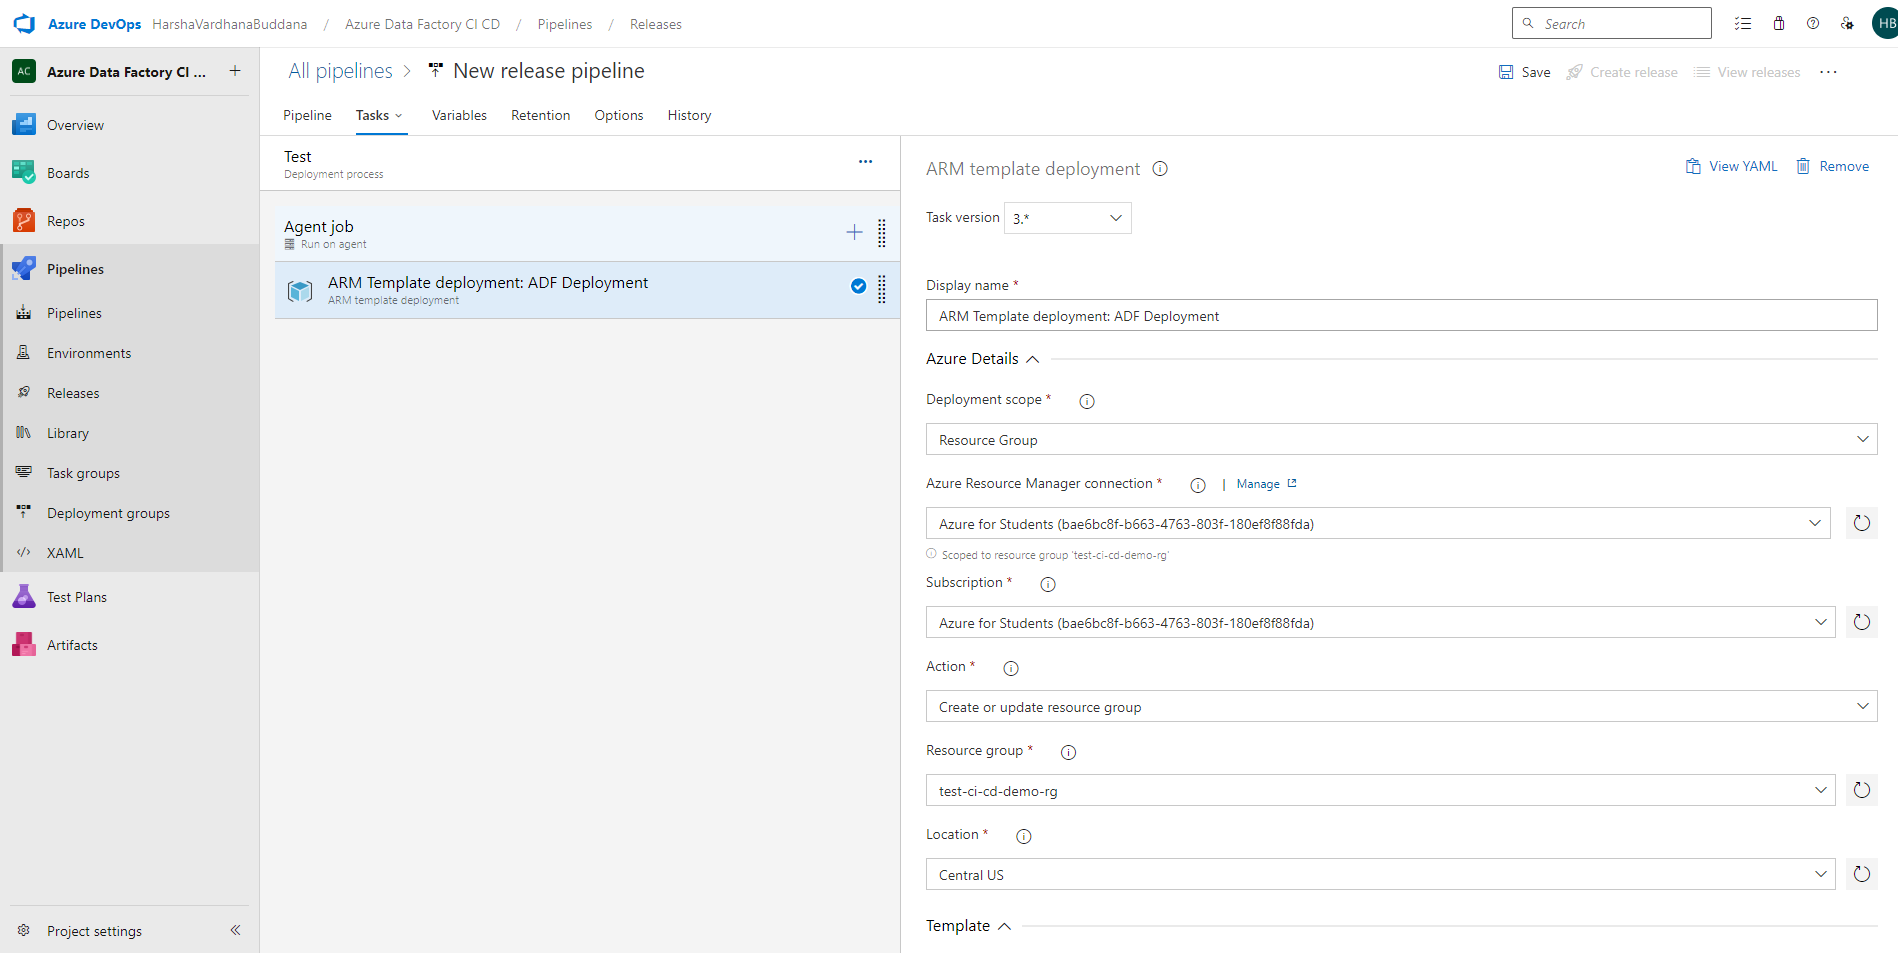 Azure DevOps HarshaVardhanaBuddana / Azure Data Factory CI CD / Pipelines / Releases
Search
HB
AC Azure Data Factory CI ... +
Overview
Boards
Repos
Pipelines
Pipelines
Environments
Releases
Library
Task groups
Deployment groups
XAML
Test Plans
Artifacts
Project settings
All pipelines > New release pipeline
Save Create release View releases ...
Pipeline Tasks Variables Retention Options History
Test
Deployment process
Agent job
Run on agent
ARM Template deployment: ADF Deployment
ARM template deployment
ARM template deployment
View YAML Remove
Task version 3.*
Display name *
ARM Template deployment: ADF Deployment
Azure Details
Deployment scope *
Resource Group
Azure Resource Manager connection * | Manage
Azure for Students (bae6bc8f-b663-4763-803f-180ef8f88fda)
Scoped to resource group 'test-ci-cd-demo-rg'
Subscription *
Azure for Students (bae6bc8f-b663-4763-803f-180ef8f88fda)
Action *
Create or update resource group
Resource group *
test-ci-cd-demo-rg
Location *
Central US
Template